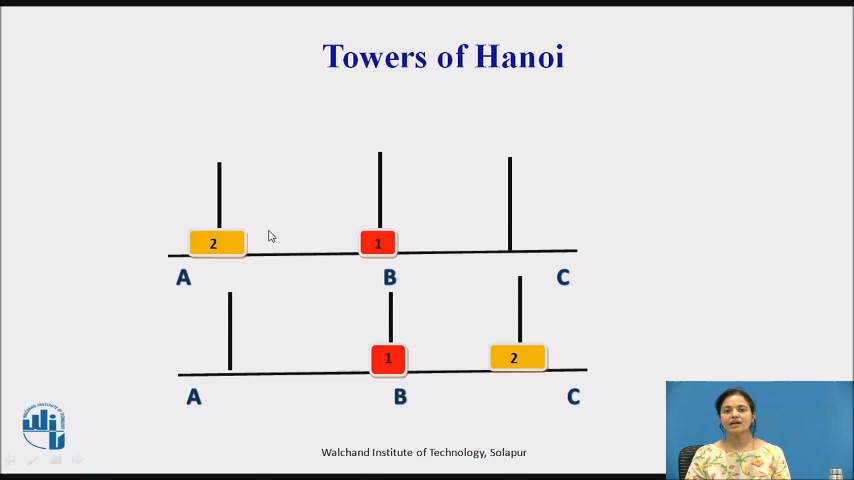 Towers of Hanoi
2
1
A B C
1
2
A B C
Walchand Institute of Technology, Solapur